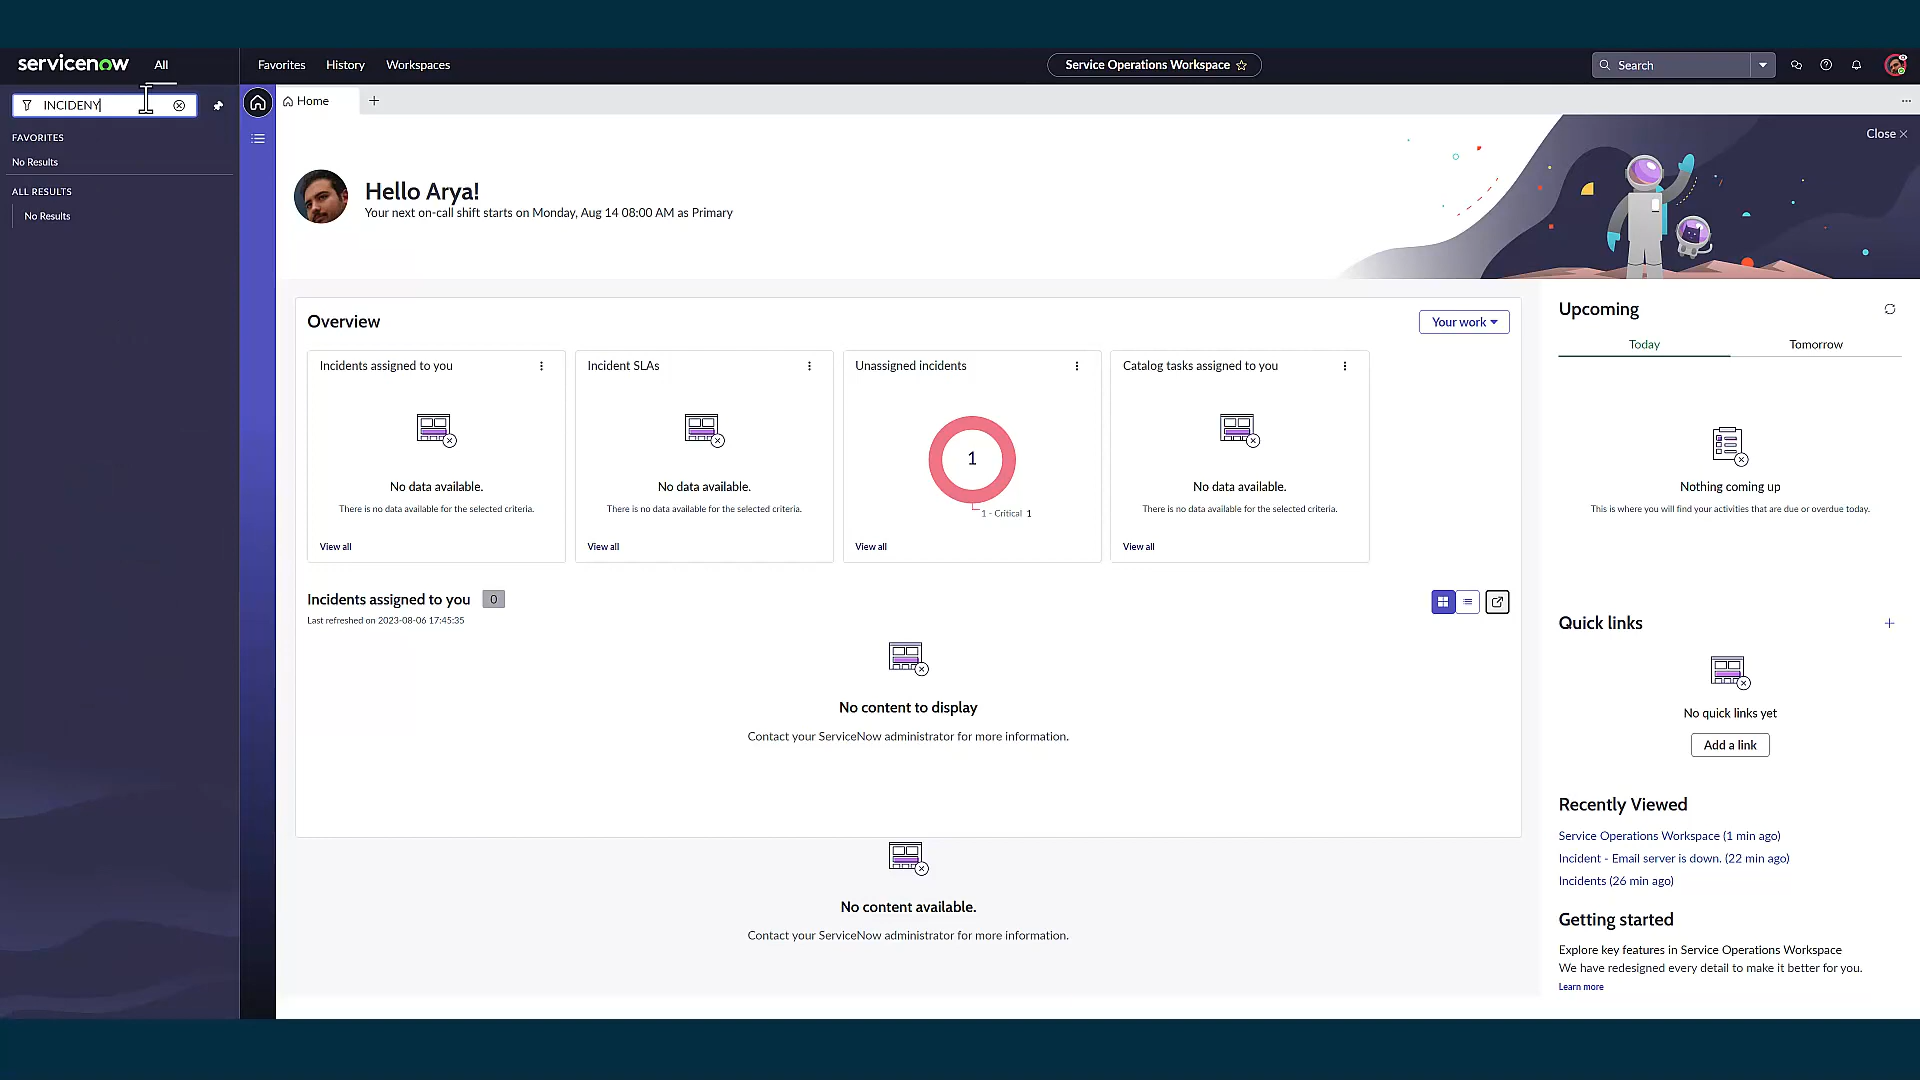 servicenow All Favorites History Workspaces Service Operations Workspace Search
INCIDENY Home
FAVORITES
No Results
ALL RESULTS
No Results
Close
Hello Arya!
Your next on-call shift starts on Monday, Aug 14 08:00 AM as Primary
Overview Your work
Incidents assigned to you
No data available.
There is no data available for the selected criteria.
View all
Incident SLAs
No data available.
There is no data available for the selected criteria.
View all
Unassigned incidents
1
1 - Critical 1
View all
Catalog tasks assigned to you
No data available.
There is no data available for the selected criteria.
View all
Incidents assigned to you 0
Last refreshed on 2023-08-06 17:45:35
No content to display
Contact your ServiceNow administrator for more information.
No content available.
Contact your ServiceNow administrator for more information.
Upcoming
Today Tomorrow
Nothing coming up
This is where you will find your activities that are due or overdue today.
Quick links
No quick links yet
Add a link
Recently Viewed
Service Operations Workspace (1 min ago)
Incident - Email server is down. (22 min ago)
Incidents (26 min ago)
Getting started
Explore key features in Service Operations Workspace
We have redesigned every detail to make it better for you.
Learn more